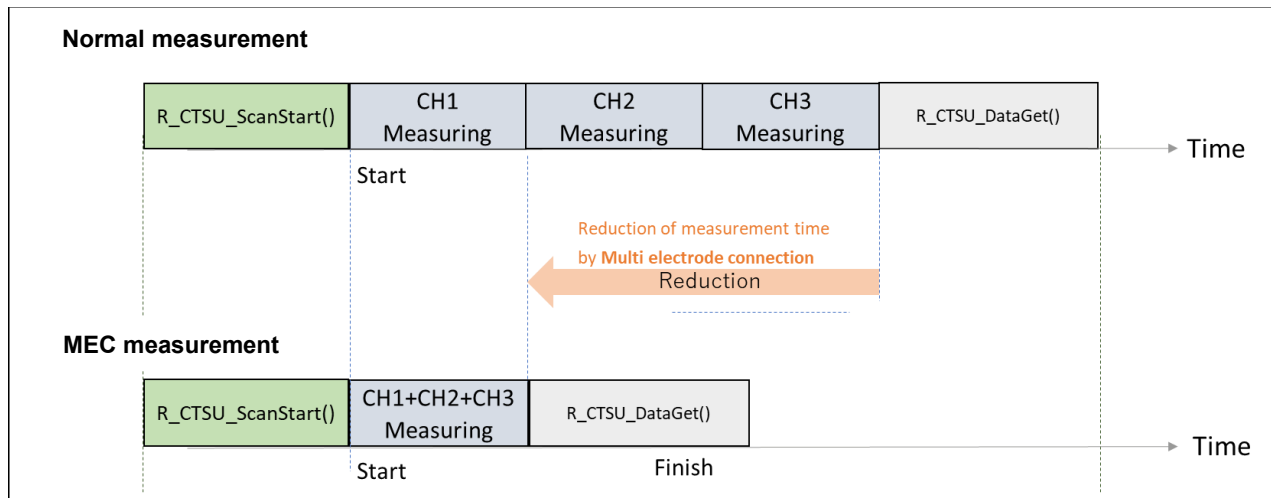 Normal measurement
R_CTSU_ScanStart()
CH1
Measuring
CH2
Measuring
CH3
Measuring
R_CTSU_DataGet()
Time
Start
Reduction of measurement time
by Multi electrode connection
Reduction
MEC measurement
R_CTSU_ScanStart()
CH1+CH2+CH3
Measuring
R_CTSU_DataGet()
Time
Start
Finish